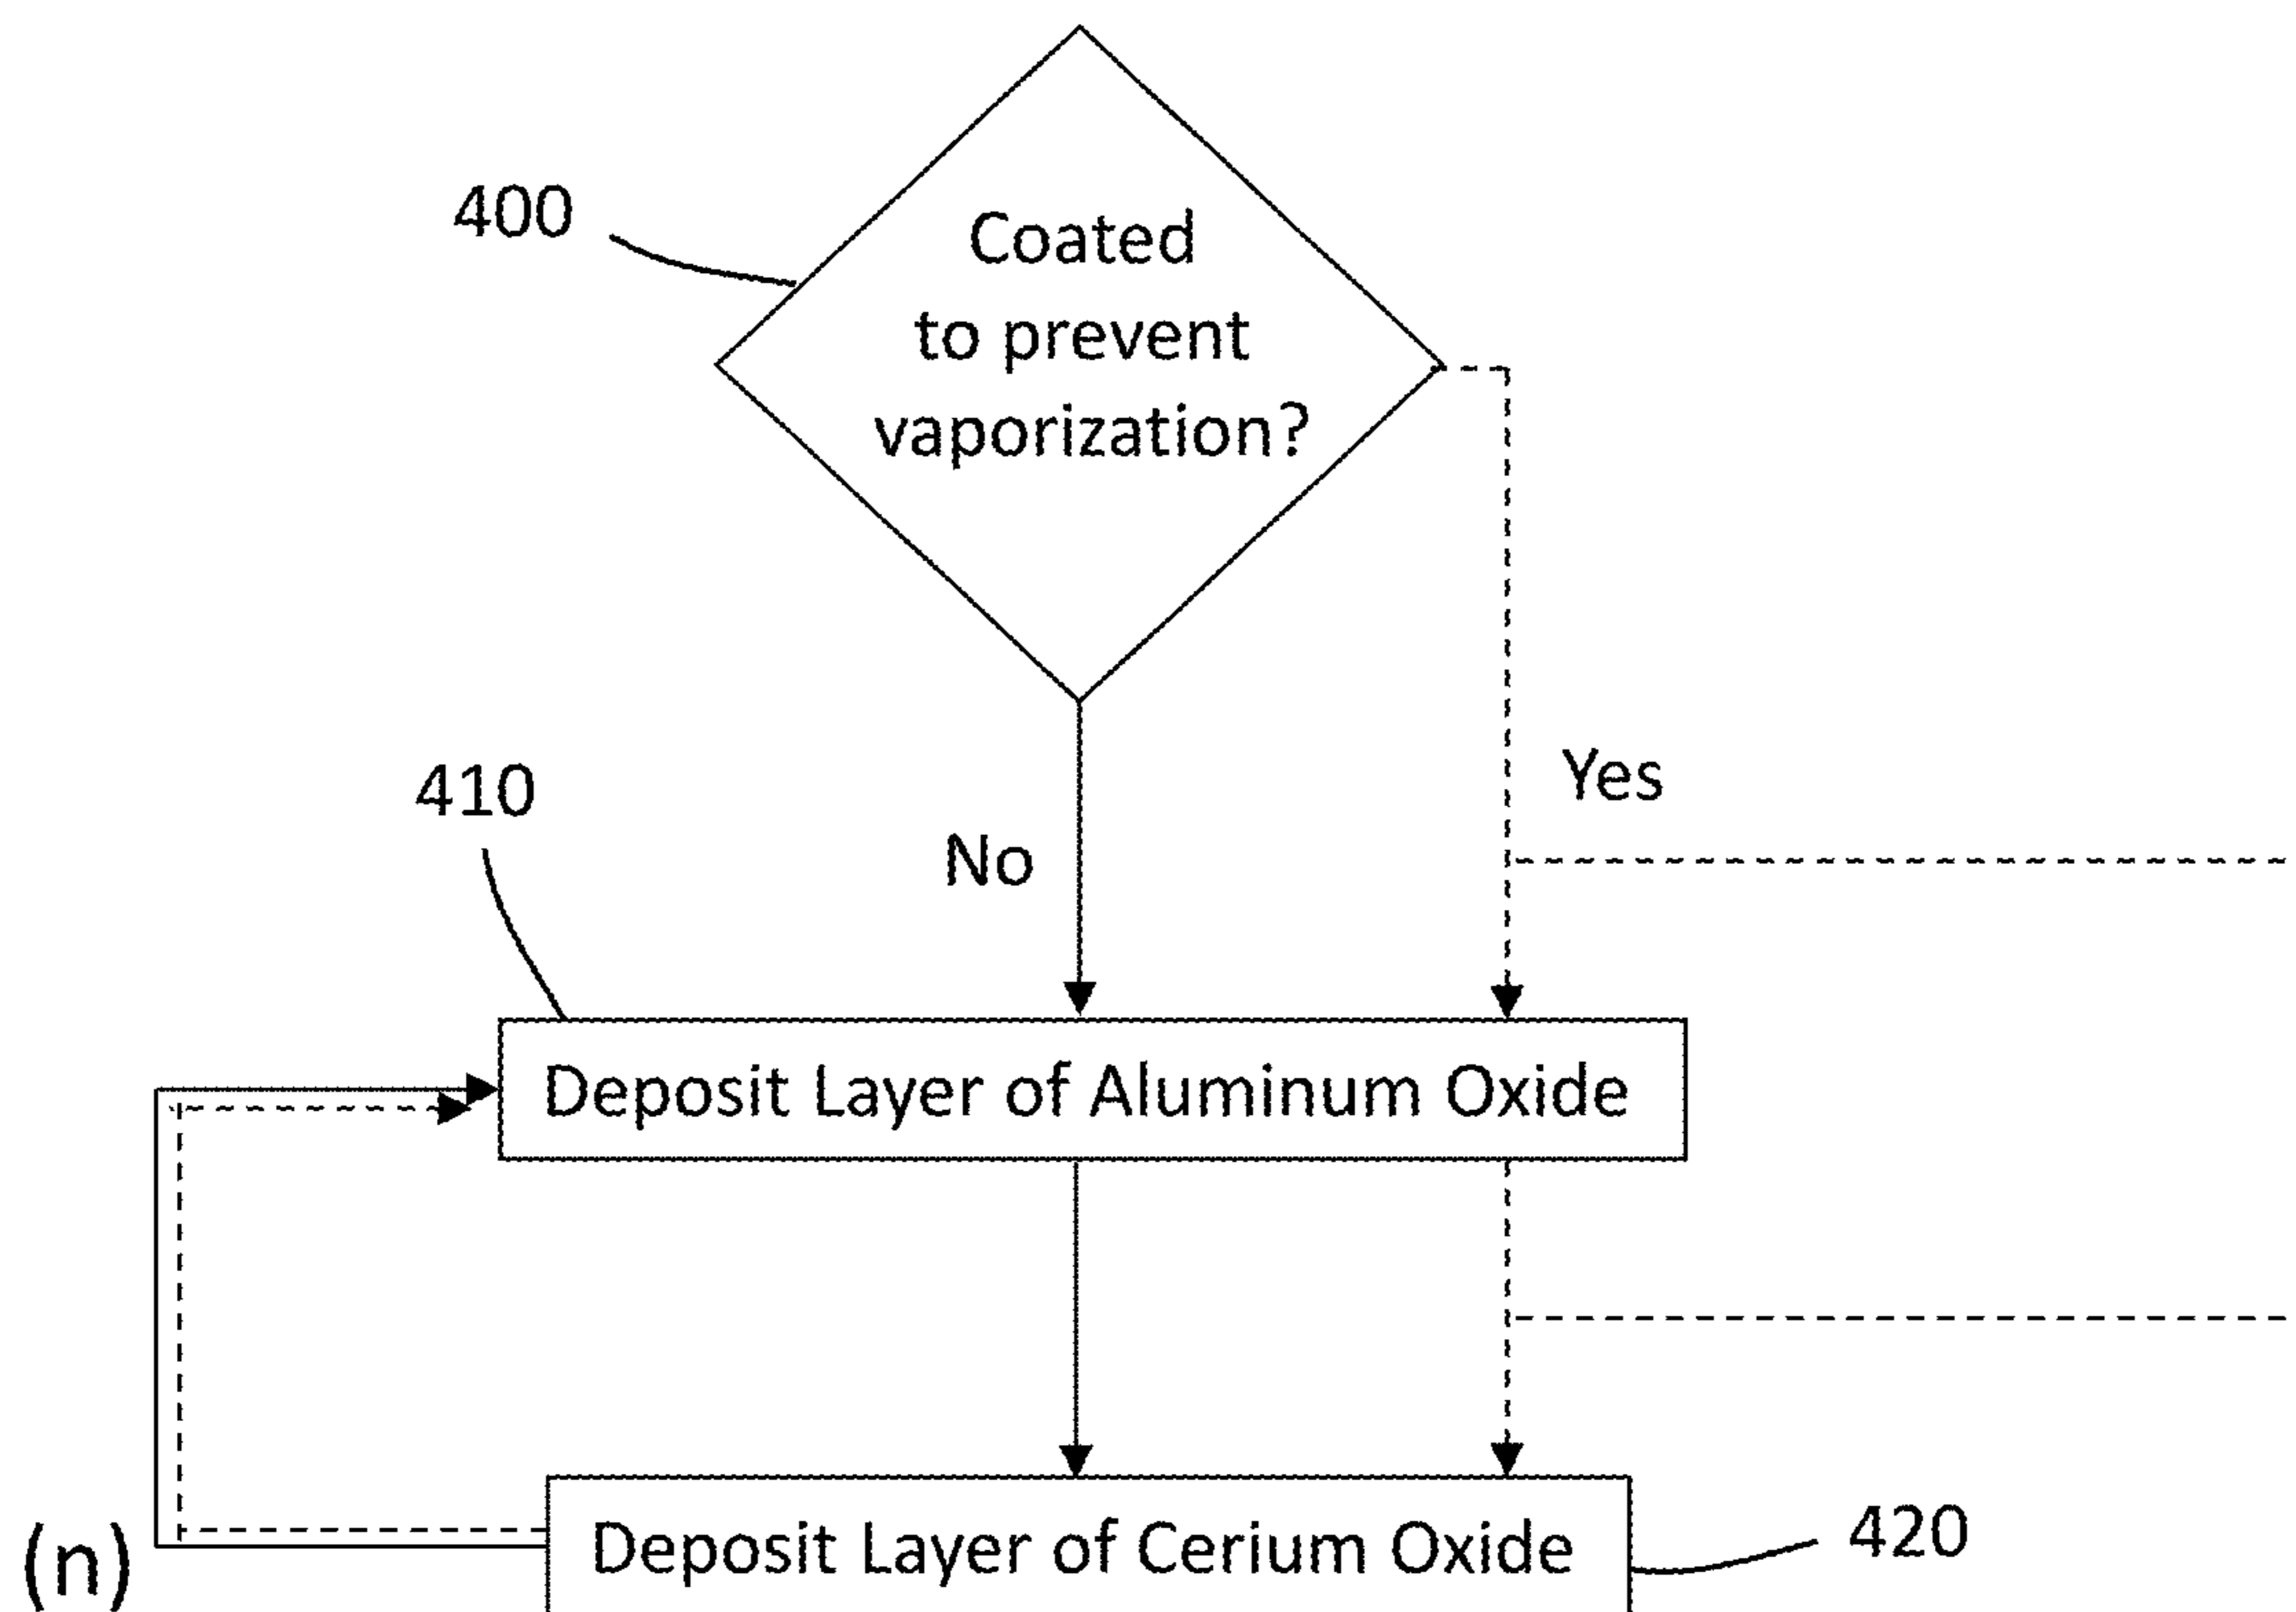 400
Coated
to prevent
vaporization?
Yes
410
No
Deposit Layer of Aluminum Oxide
Deposit Layer of Cerium Oxide
420
(n)